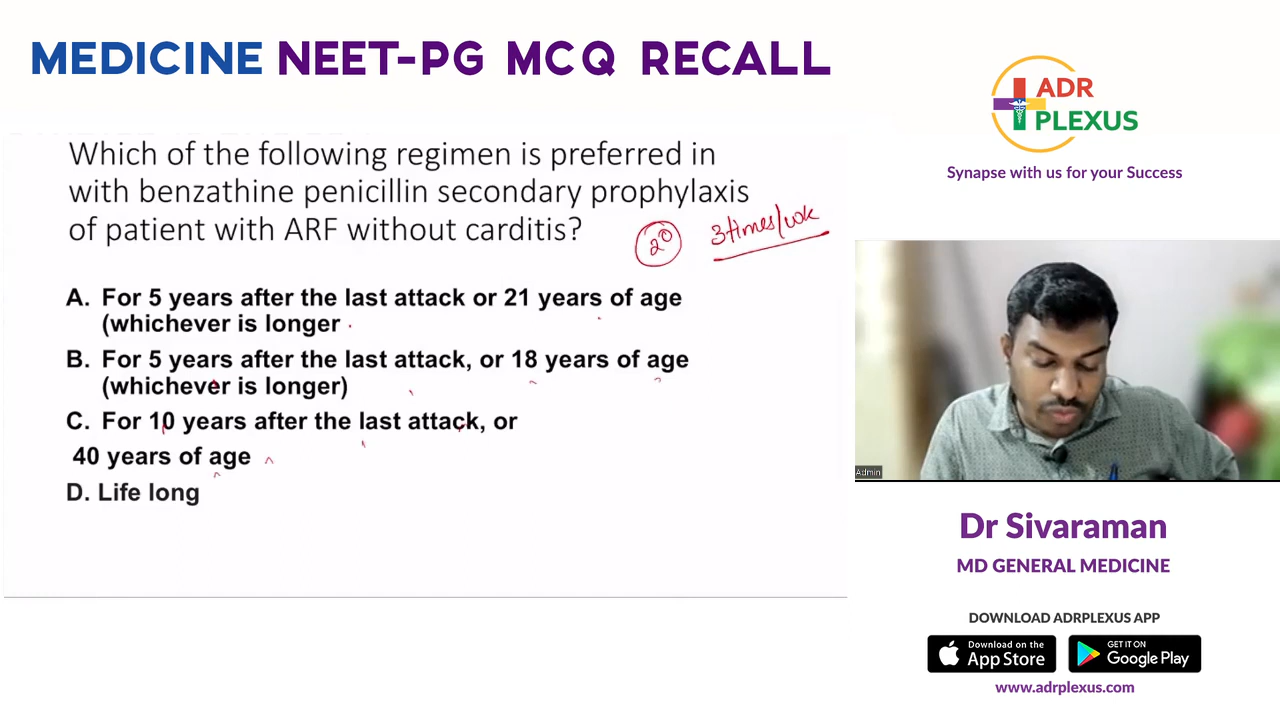 MEDICINE NEET-PG MCQ RECALL
ADR
PLEXUS
Synapse with us for your Success
Which of the following regimen is preferred in
with benzathine penicillin secondary prophylaxis
of patient with ARF without carditis?
2⁰ 3times/wk
A. For 5 years after the last attack or 21 years of age
(whichever is longer
B. For 5 years after the last attack, or 18 years of age
(whichever is longer)
C. For 10 years after the last attack, or
40 years of age
D. Life long
Admin
Dr Sivaraman
MD GENERAL MEDICINE
DOWNLOAD ADRPLEXUS APP
Download on the
App Store
GET IT ON
Google Play
www.adrplexus.com